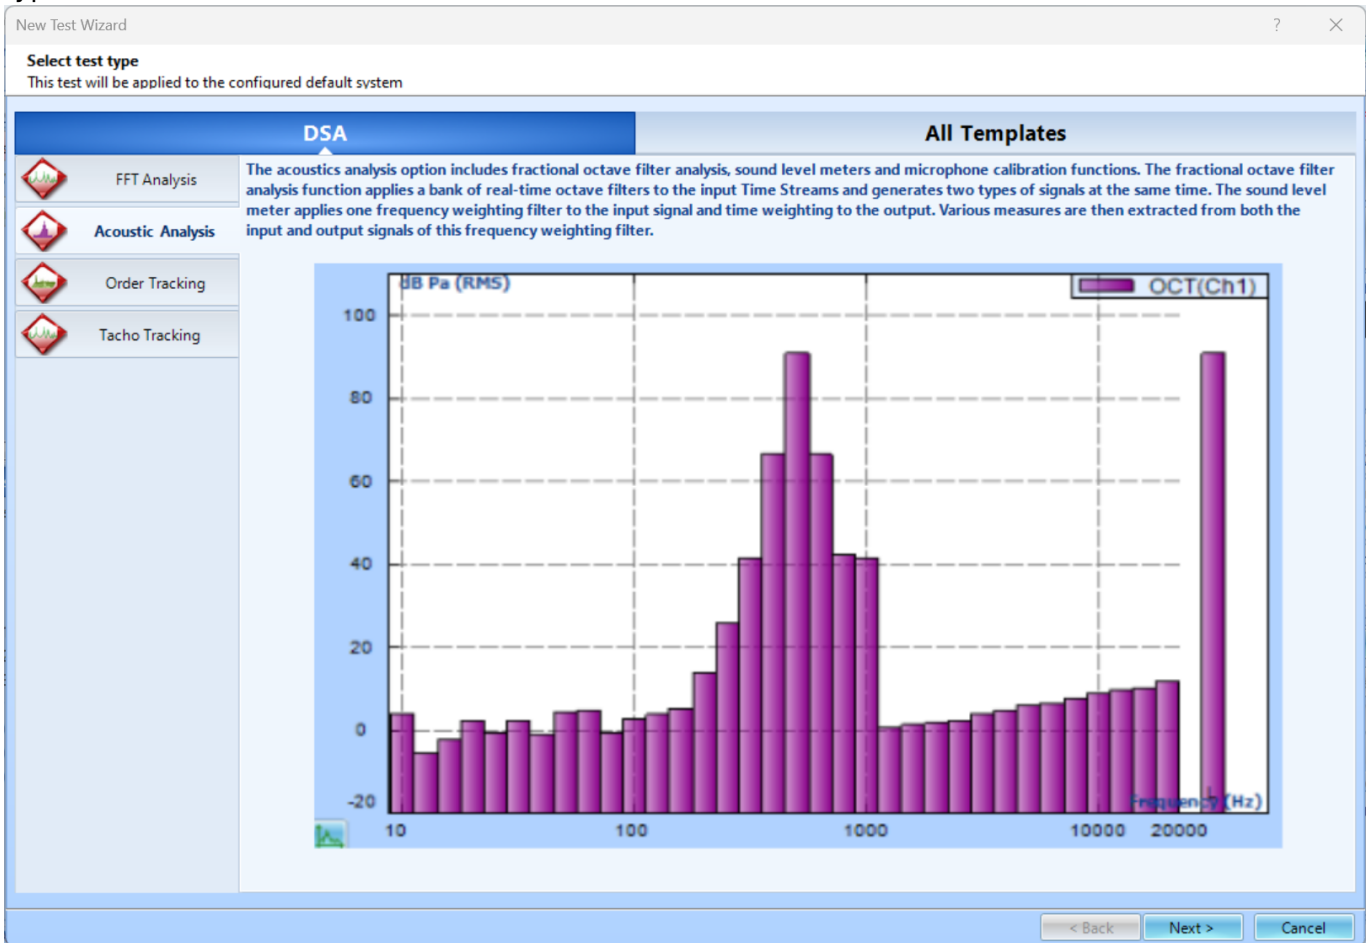 New Test Wizard
Select test type
This test will be applied to the configured default system
DSA
All Templates
FFT Analysis
Acoustic Analysis
Order Tracking
Tacho Tracking
The acoustics analysis option includes fractional octave filter analysis, sound level meters and microphone calibration functions. The fractional octave filter
analysis function applies a bank of real-time octave filters to the input Time Streams and generates two types of signals at the same time. The sound level
meter applies one frequency weighting filter to the input signal and time weighting to the output. Various measures are then extracted from both the
input and output signals of this frequency weighting filter.
dB Pa (RMS)
OCT(Ch1)
100
80
60
40
20
0
-20
Frequency (Hz)
10
100
1000
10000
20000
< Back
Next >
Cancel